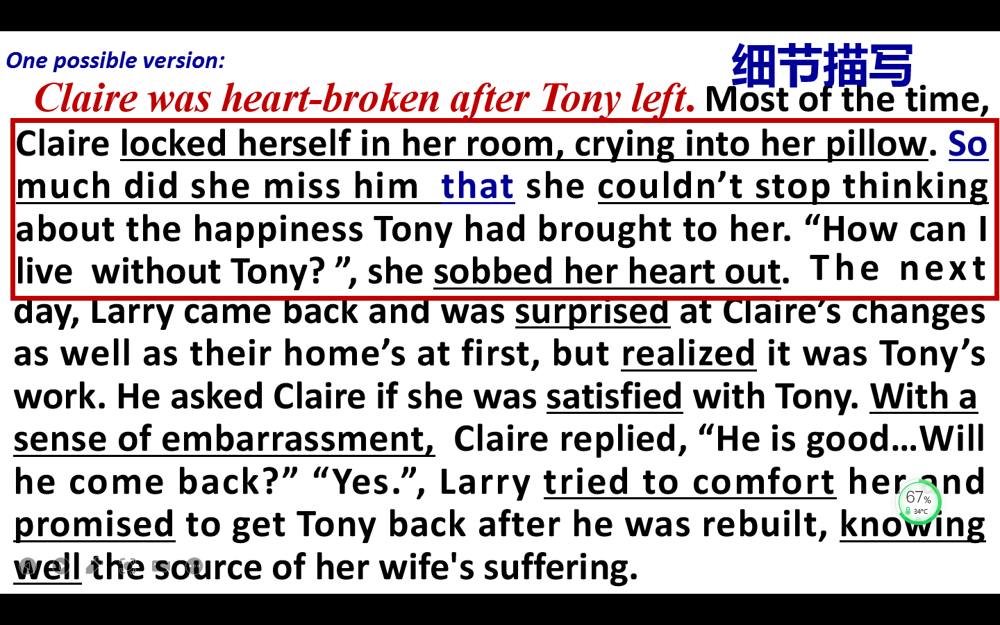 One possible version:
细节描写
Claire was heart-broken after Tony left. Most of the time,
Claire locked herself in her room, crying into her pillow. So
much did she miss him that she couldn’t stop thinking
about the happiness Tony had brought to her. “How can I
live without Tony? ”, she sobbed her heart out. The next
day, Larry came back and was surprised at Claire’s changes
as well as their home’s at first, but realized it was Tony’s
work. He asked Claire if she was satisfied with Tony. With a
sense of embarrassment, Claire replied, “He is good…Will
he come back?” “Yes.”, Larry tried to comfort her and
promised to get Tony back after he was rebuilt, knowing
well the source of her wife's suffering.
67%
34°C